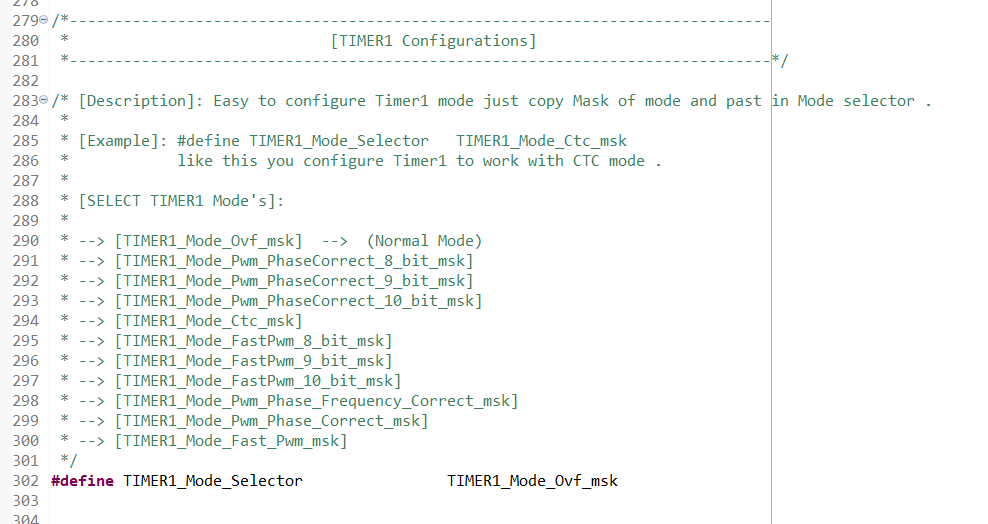 278
279 /*------------------------------------------------------------------------------
280 * [TIMER1 Configurations]
281 *------------------------------------------------------------------------------*/
282
283 /* [Description]: Easy to configure Timer1 mode just copy Mask of mode and past in Mode selector .
284 *
285 * [Example]: #define TIMER1_Mode_Selector TIMER1_Mode_Ctc_msk
286 * like this you configure Timer1 to work with CTC mode .
287 *
288 * [SELECT TIMER1 Mode's]:
289 *
290 * --> [TIMER1_Mode_Ovf_msk] --> (Normal Mode)
291 * --> [TIMER1_Mode_Pwm_PhaseCorrect_8_bit_msk]
292 * --> [TIMER1_Mode_Pwm_PhaseCorrect_9_bit_msk]
293 * --> [TIMER1_Mode_Pwm_PhaseCorrect_10_bit_msk]
294 * --> [TIMER1_Mode_Ctc_msk]
295 * --> [TIMER1_Mode_FastPwm_8_bit_msk]
296 * --> [TIMER1_Mode_FastPwm_9_bit_msk]
297 * --> [TIMER1_Mode_FastPwm_10_bit_msk]
298 * --> [TIMER1_Mode_Pwm_Phase_Frequency_Correct_msk]
299 * --> [TIMER1_Mode_Pwm_Phase_Correct_msk]
300 * --> [TIMER1_Mode_Fast_Pwm_msk]
301 */
302 #define TIMER1_Mode_Selector TIMER1_Mode_Ovf_msk
303
304